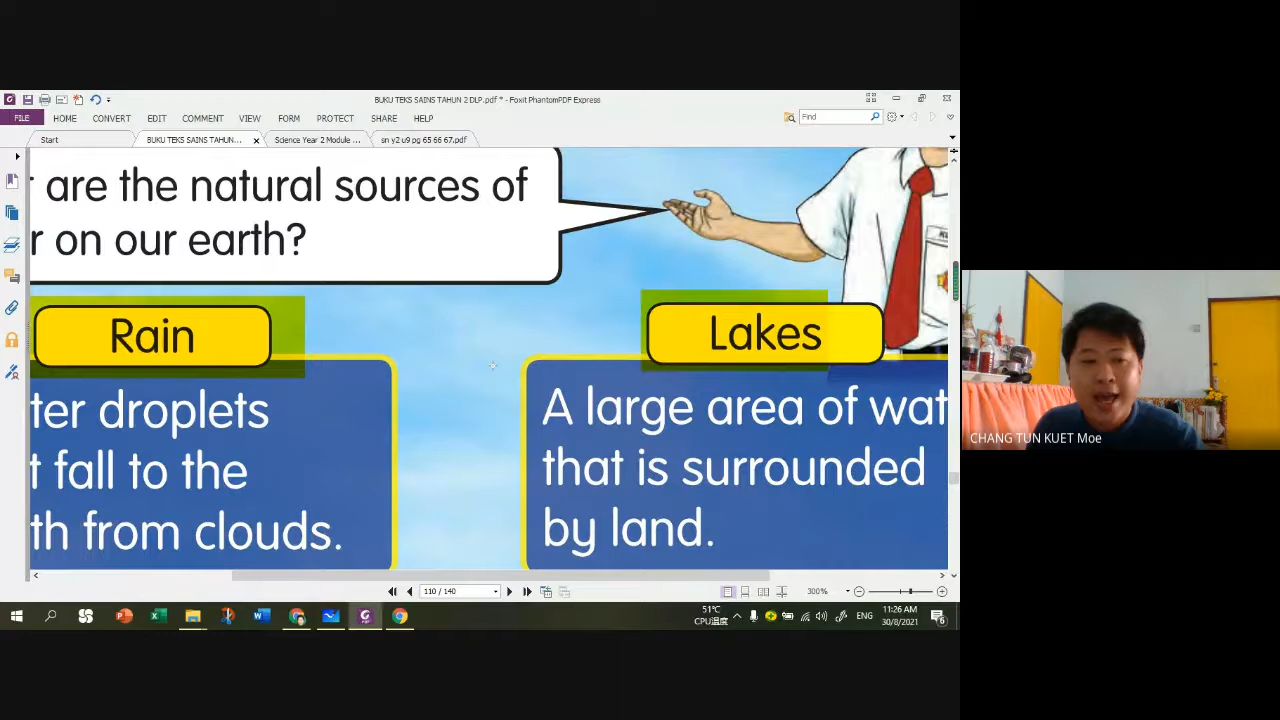 BUKU TEKS SAINS TAHUN 2 DLP.pdf * - Foxit PhantomPDF Express
FILE HOME CONVERT EDIT COMMENT VIEW FORM PROTECT SHARE HELP
Find
Start
BUKU TEKS SAINS TAHUN... ×
Science Year 2 Module ...
sn y2 u9 pg 65 66 67.pdf
are the natural sources of
r on our earth?
Rain
ter droplets
t fall to the
th from clouds.
Lakes
A large area of wat
that is surrounded
by land.
CHANG TUN KUET Moe
110 / 140
300%
51°C
CPU温度
ENG
11:26 AM
30/8/2021
6